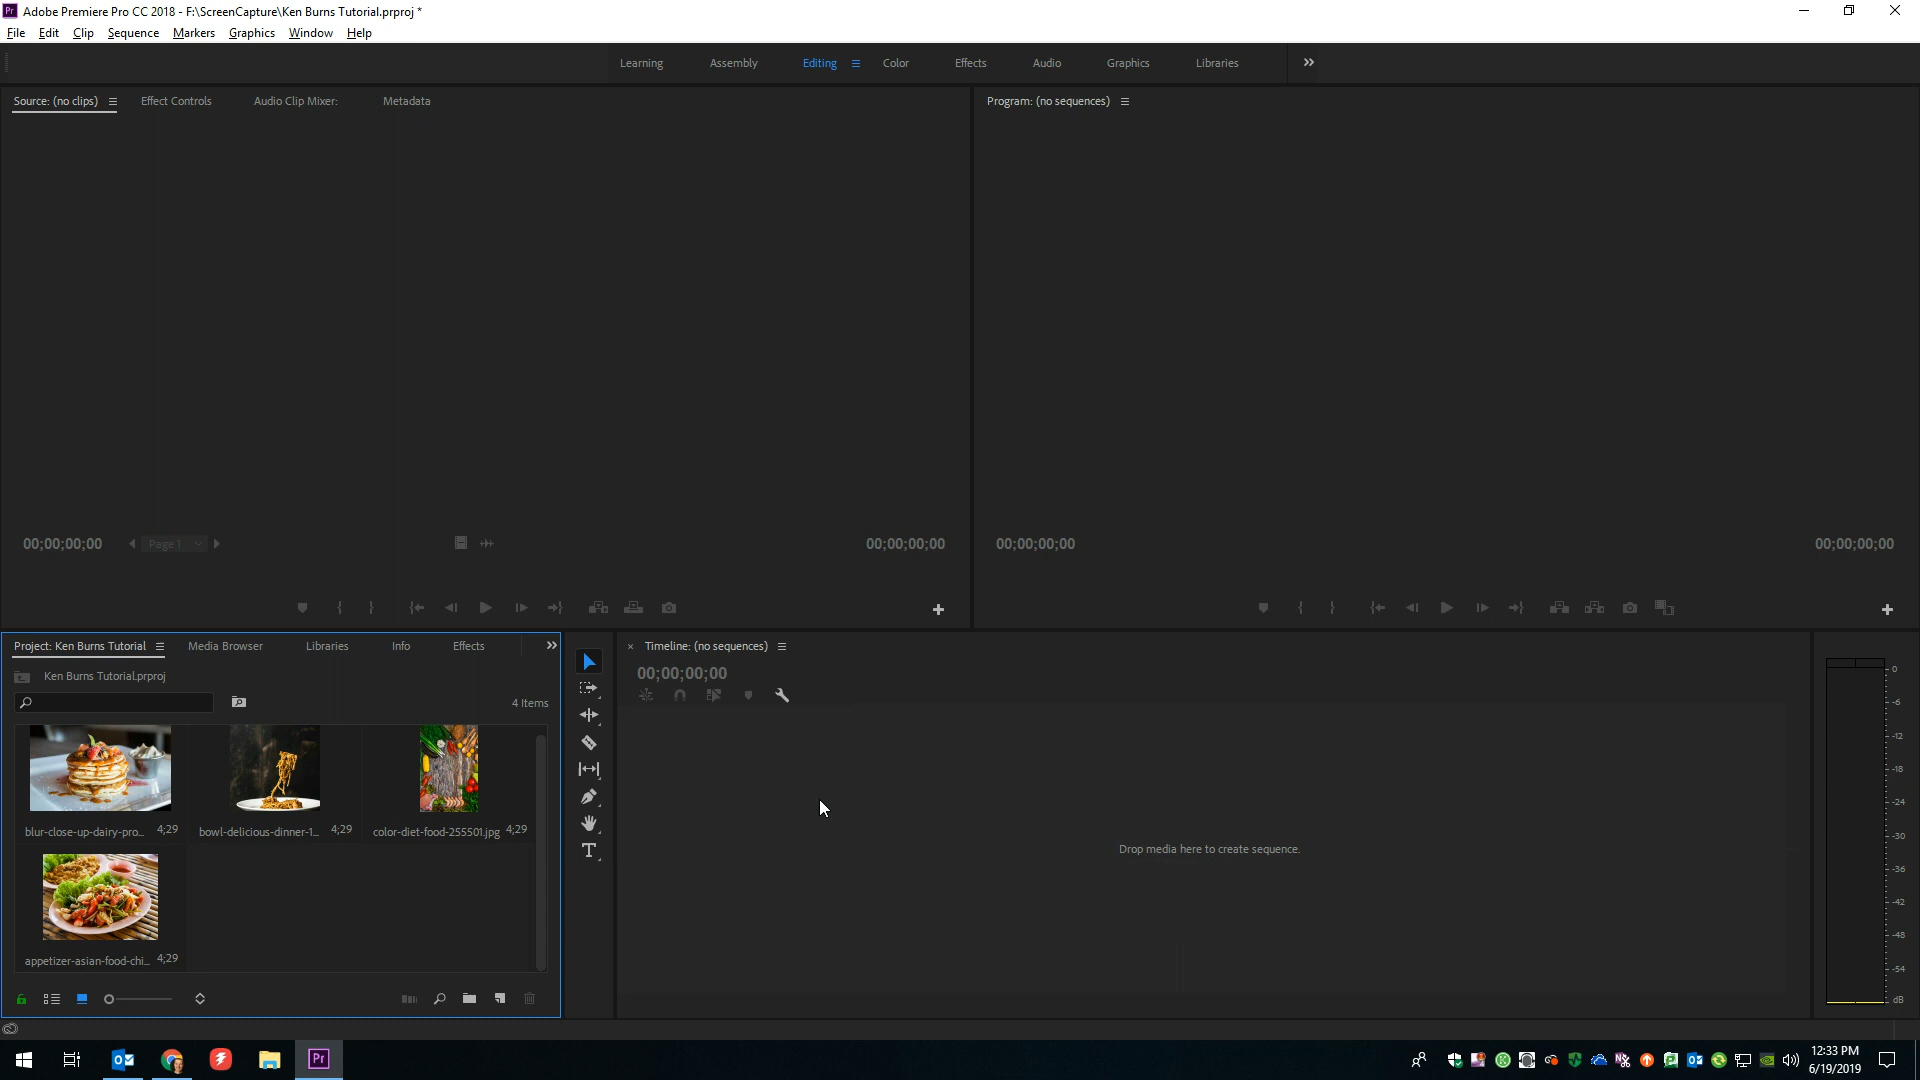 Pr Adobe Premiere Pro CC 2018 - F:\ScreenCapture\Ken Burns Tutorial.prproj *
File Edit Clip Sequence Markers Graphics Window Help
Learning Assembly Editing Color Effects Audio Graphics Libraries
Source: (no clips) Effect Controls Audio Clip Mixer: Metadata
Program: (no sequences)
00;00;00;00 Page 1 00;00;00;00
00;00;00;00 00;00;00;00
Project: Ken Burns Tutorial Media Browser Libraries Info Effects
Ken Burns Tutorial.prproj
4 Items
blur-close-up-dairy-pro... 4;29
bowl-delicious-dinner-1... 4;29
color-diet-food-255501.jpg 4;29
appetizer-asian-food-chi... 4;29
Timeline: (no sequences)
00;00;00;00
Drop media here to create sequence.
0
-6
-12
-18
-24
-30
-36
-42
-48
-54
dB
Pr
12:33 PM
6/19/2019